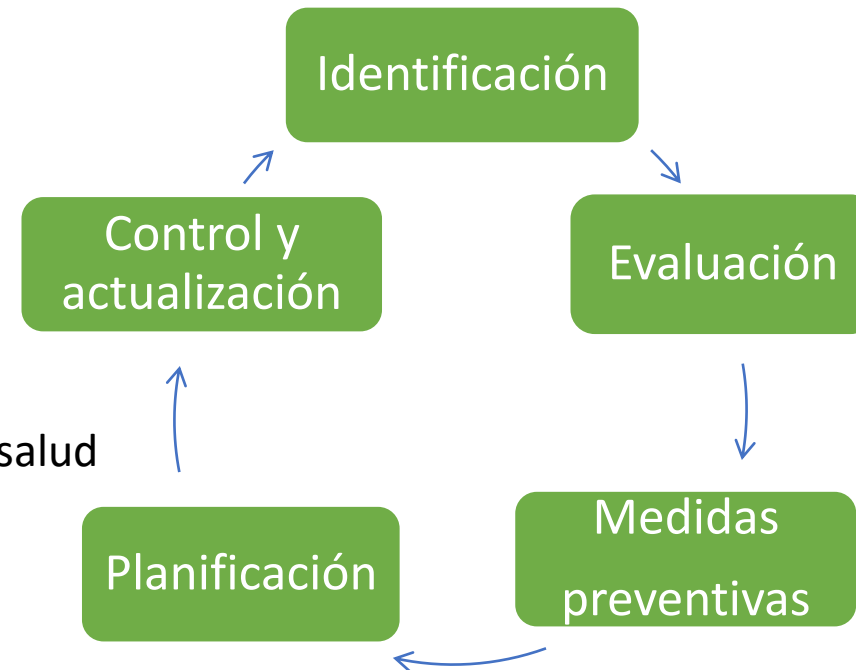 Identificación
Evaluación
Medidas
preventivas
Planificación
Control y
actualización
salud